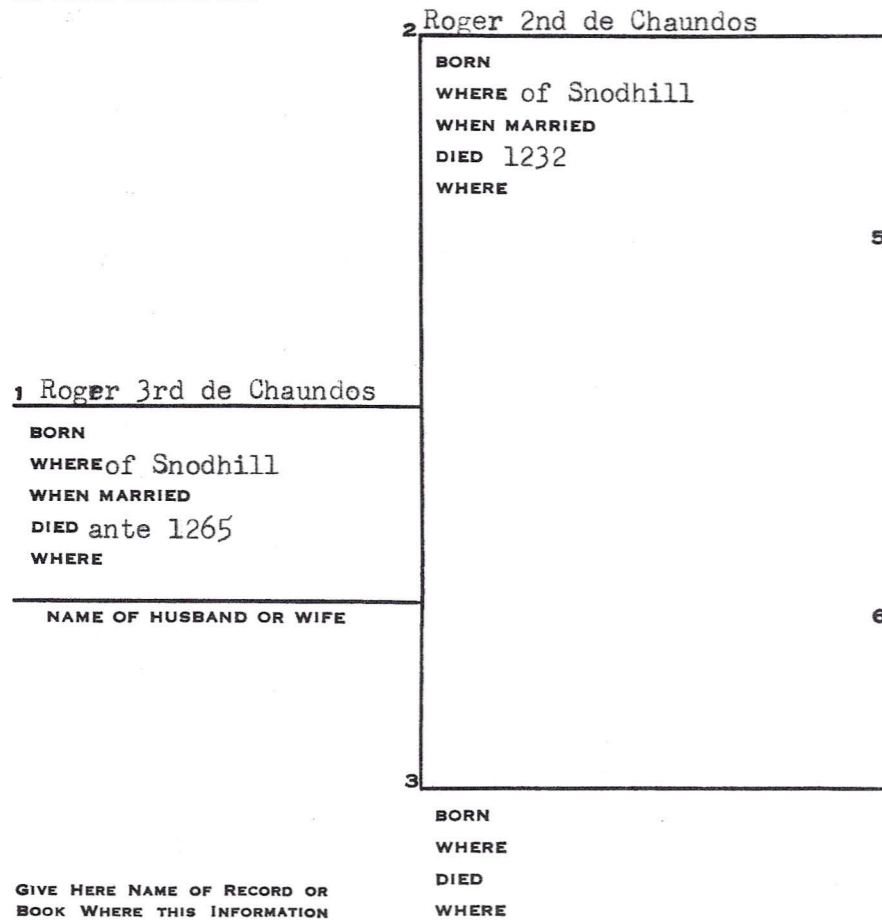 2 Roger 2nd de Chaundos
BORN
WHERE of Snodhill
WHEN MARRIED
DIED 1232
WHERE
5
1 Roger 3rd de Chaundos
BORN
WHERE of Snodhill
WHEN MARRIED
DIED ante 1265
WHERE
NAME OF HUSBAND OR WIFE
6
3
BORN
WHERE
DIED
WHERE
GIVE HERE NAME OF RECORD OR
BOOK WHERE THIS INFORMATION